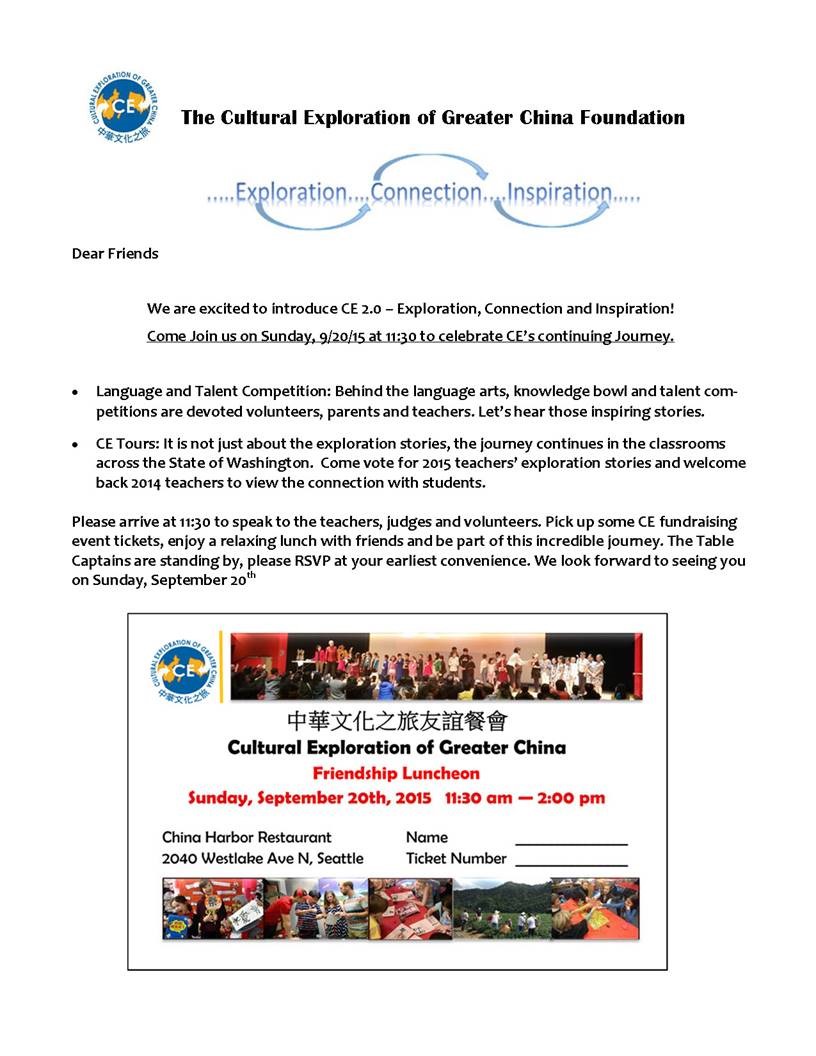 CULTURAL EXPLORATION OF GREATER CHINA
CE
中華文化之旅
The Cultural Exploration of Greater China Foundation
.....Exploration....Connection....Inspiration.....
Dear Friends
We are excited to introduce CE 2.0 – Exploration, Connection and Inspiration!
Come Join us on Sunday, 9/20/15 at 11:30 to celebrate CE’s continuing Journey.
• Language and Talent Competition: Behind the language arts, knowledge bowl and talent com-
petitions are devoted volunteers, parents and teachers. Let’s hear those inspiring stories.
• CE Tours: It is not just about the exploration stories, the journey continues in the classrooms
across the State of Washington.  Come vote for 2015 teachers’ exploration stories and welcome
back 2014 teachers to view the connection with students.
Please arrive at 11:30 to speak to the teachers, judges and volunteers. Pick up some CE fundraising
event tickets, enjoy a relaxing lunch with friends and be part of this incredible journey. The Table
Captains are standing by, please RSVP at your earliest convenience. We look forward to seeing you
on Sunday, September 20th
CULTURAL EXPLORATION OF GREATER CHINA
CE
中華文化之旅
中華文化之旅友誼餐會
Cultural Exploration of Greater China
Friendship Luncheon
Sunday, September 20th, 2015   11:30 am — 2:00 pm
China Harbor Restaurant Name ______________
2040 Westlake Ave N, Seattle Ticket Number ______________